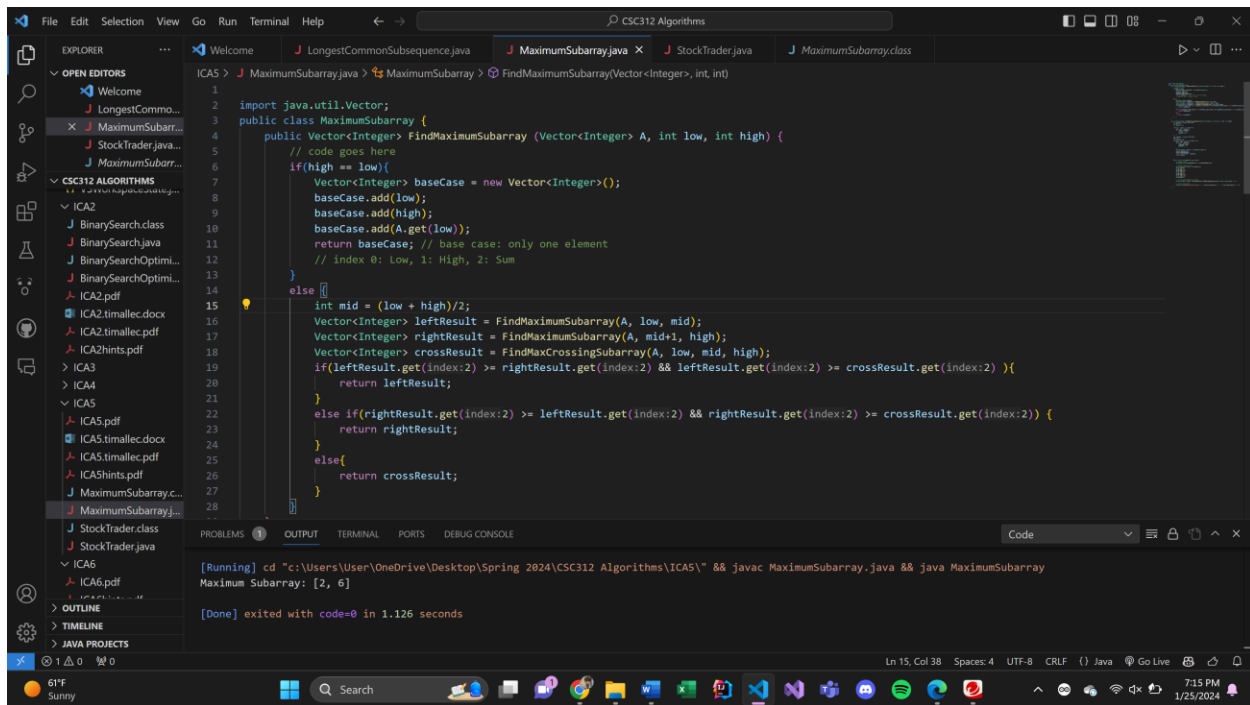 File Edit Selection View Go Run Terminal Help
CSC312 Algorithms
EXPLORER
Welcome
LongestCommonSubsequence.java
MaximumSubarray.java
StockTrader.java
MaximumSubarray.class
OPEN EDITORS
Welcome
LongestCommo...
MaximumSubarr...
StockTrader.java...
MaximumSubarr...
CSC312 ALGORITHMS
ICA2
BinarySearch.class
BinarySearch.java
BinarySearchOptimi...
BinarySearchOptimi...
ICA2.pdf
ICA2.timallec.docx
ICA2.timallec.pdf
ICA2hints.pdf
ICA3
ICA4
ICA5
ICA5.pdf
ICA5.timallec.docx
ICA5.timallec.pdf
ICA5hints.pdf
MaximumSubarray.c...
MaximumSubarray.j...
StockTrader.class
StockTrader.java
ICA6
ICA6.pdf
OUTLINE
TIMELINE
JAVA PROJECTS
ICA5 > MaximumSubarray.java > MaximumSubarray > FindMaximumSubarray(Vector<Integer>, int, int)
1
2 import java.util.Vector;
3 public class MaximumSubarray {
4 public Vector<Integer> FindMaximumSubarray (Vector<Integer> A, int low, int high) {
5 // code goes here
6 if(high == low){
7 Vector<Integer> baseCase = new Vector<Integer>();
8 baseCase.add(low);
9 baseCase.add(high);
10 baseCase.add(A.get(low));
11 return baseCase; // base case: only one element
12 // index 0: Low, 1: High, 2: Sum
13 }
14 else {
15 int mid = (low + high)/2;
16 Vector<Integer> leftResult = FindMaximumSubarray(A, low, mid);
17 Vector<Integer> rightResult = FindMaximumSubarray(A, mid+1, high);
18 Vector<Integer> crossResult = FindMaxCrossingSubarray(A, low, mid, high);
19 if(leftResult.get(index:2) >= rightResult.get(index:2) && leftResult.get(index:2) >= crossResult.get(index:2) ){
20 return leftResult;
21 }
22 else if(rightResult.get(index:2) >= leftResult.get(index:2) && rightResult.get(index:2) >= crossResult.get(index:2)) {
23 return rightResult;
24 }
25 else{
26 return crossResult;
27 }
28 }
PROBLEMS 1 OUTPUT TERMINAL PORTS DEBUG CONSOLE
Code
[Running] cd "c:\Users\User\OneDrive\Desktop\Spring 2024\CSC312 Algorithms\ICA5\" && javac MaximumSubarray.java && java MaximumSubarray
Maximum Subarray: [2, 6]
[Done] exited with code=0 in 1.126 seconds
1 0 0
Ln 15, Col 38 Spaces: 4 UTF-8 CRLF {} Java Go Live
61°F
Sunny
Search
7:15 PM
1/25/2024